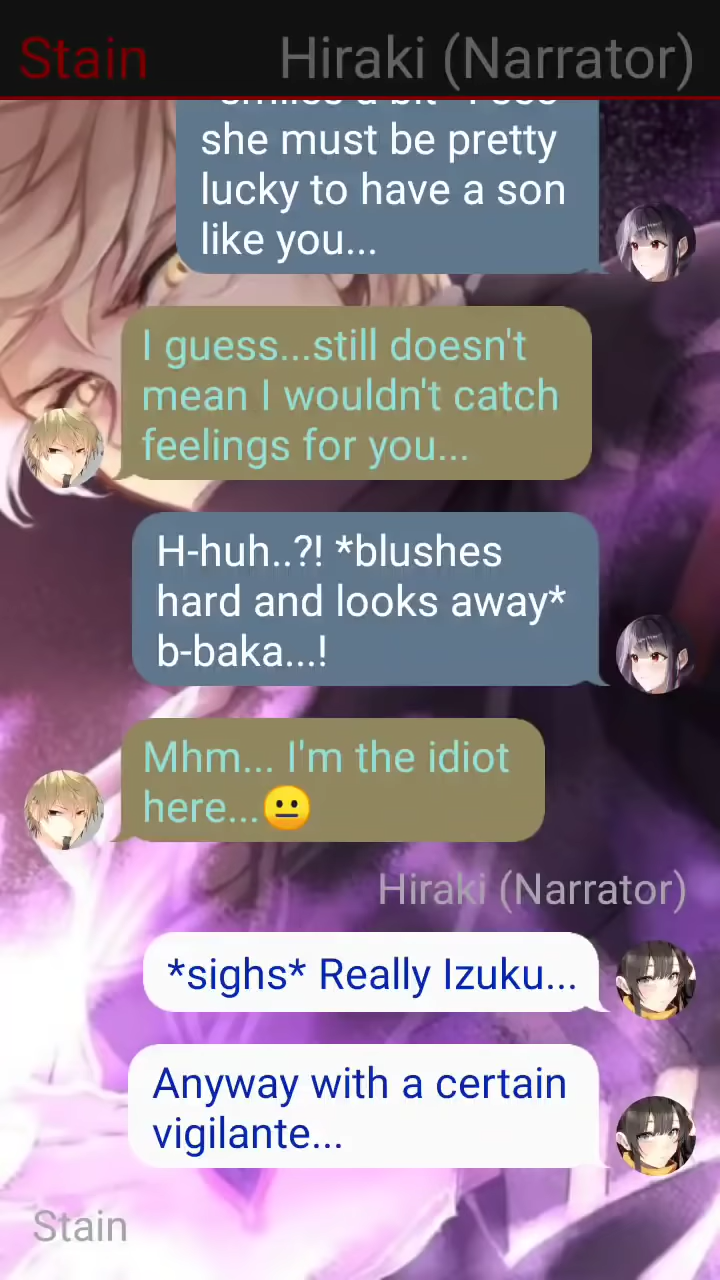 Stain Hiraki (Narrator)
she must be pretty
lucky to have a son
like you...
I guess...still doesn't
mean I wouldn't catch
feelings for you...
H-huh..?! *blushes
hard and looks away*
b-baka...!
Mhm... I'm the idiot
here...😐
Hiraki (Narrator)
*sighs* Really Izuku...
Anyway with a certain
vigilante...
Stain